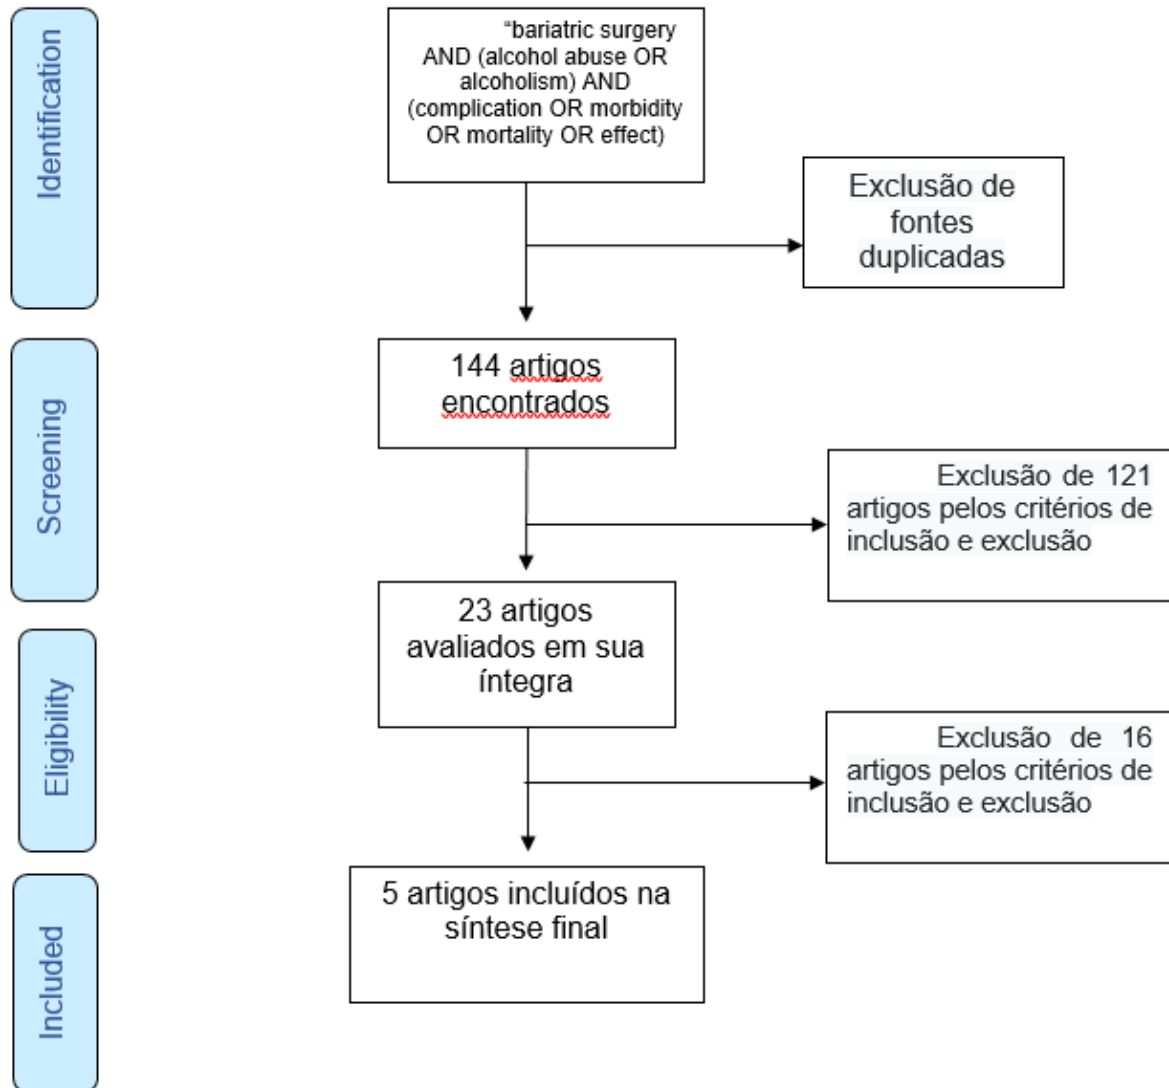 Identification
“bariatric surgery
AND (alcohol abuse OR
alcoholism) AND
(complication OR morbidity
OR mortality OR effect)
Exclusão de
fontes
duplicadas
Screening
144 artigos
encontrados
Exclusão de 121
artigos pelos critérios de
inclusão e exclusão
Eligibility
23 artigos
avaliados em sua
íntegra
Exclusão de 16
artigos pelos critérios de
inclusão e exclusão
Included
5 artigos incluídos na
síntese final